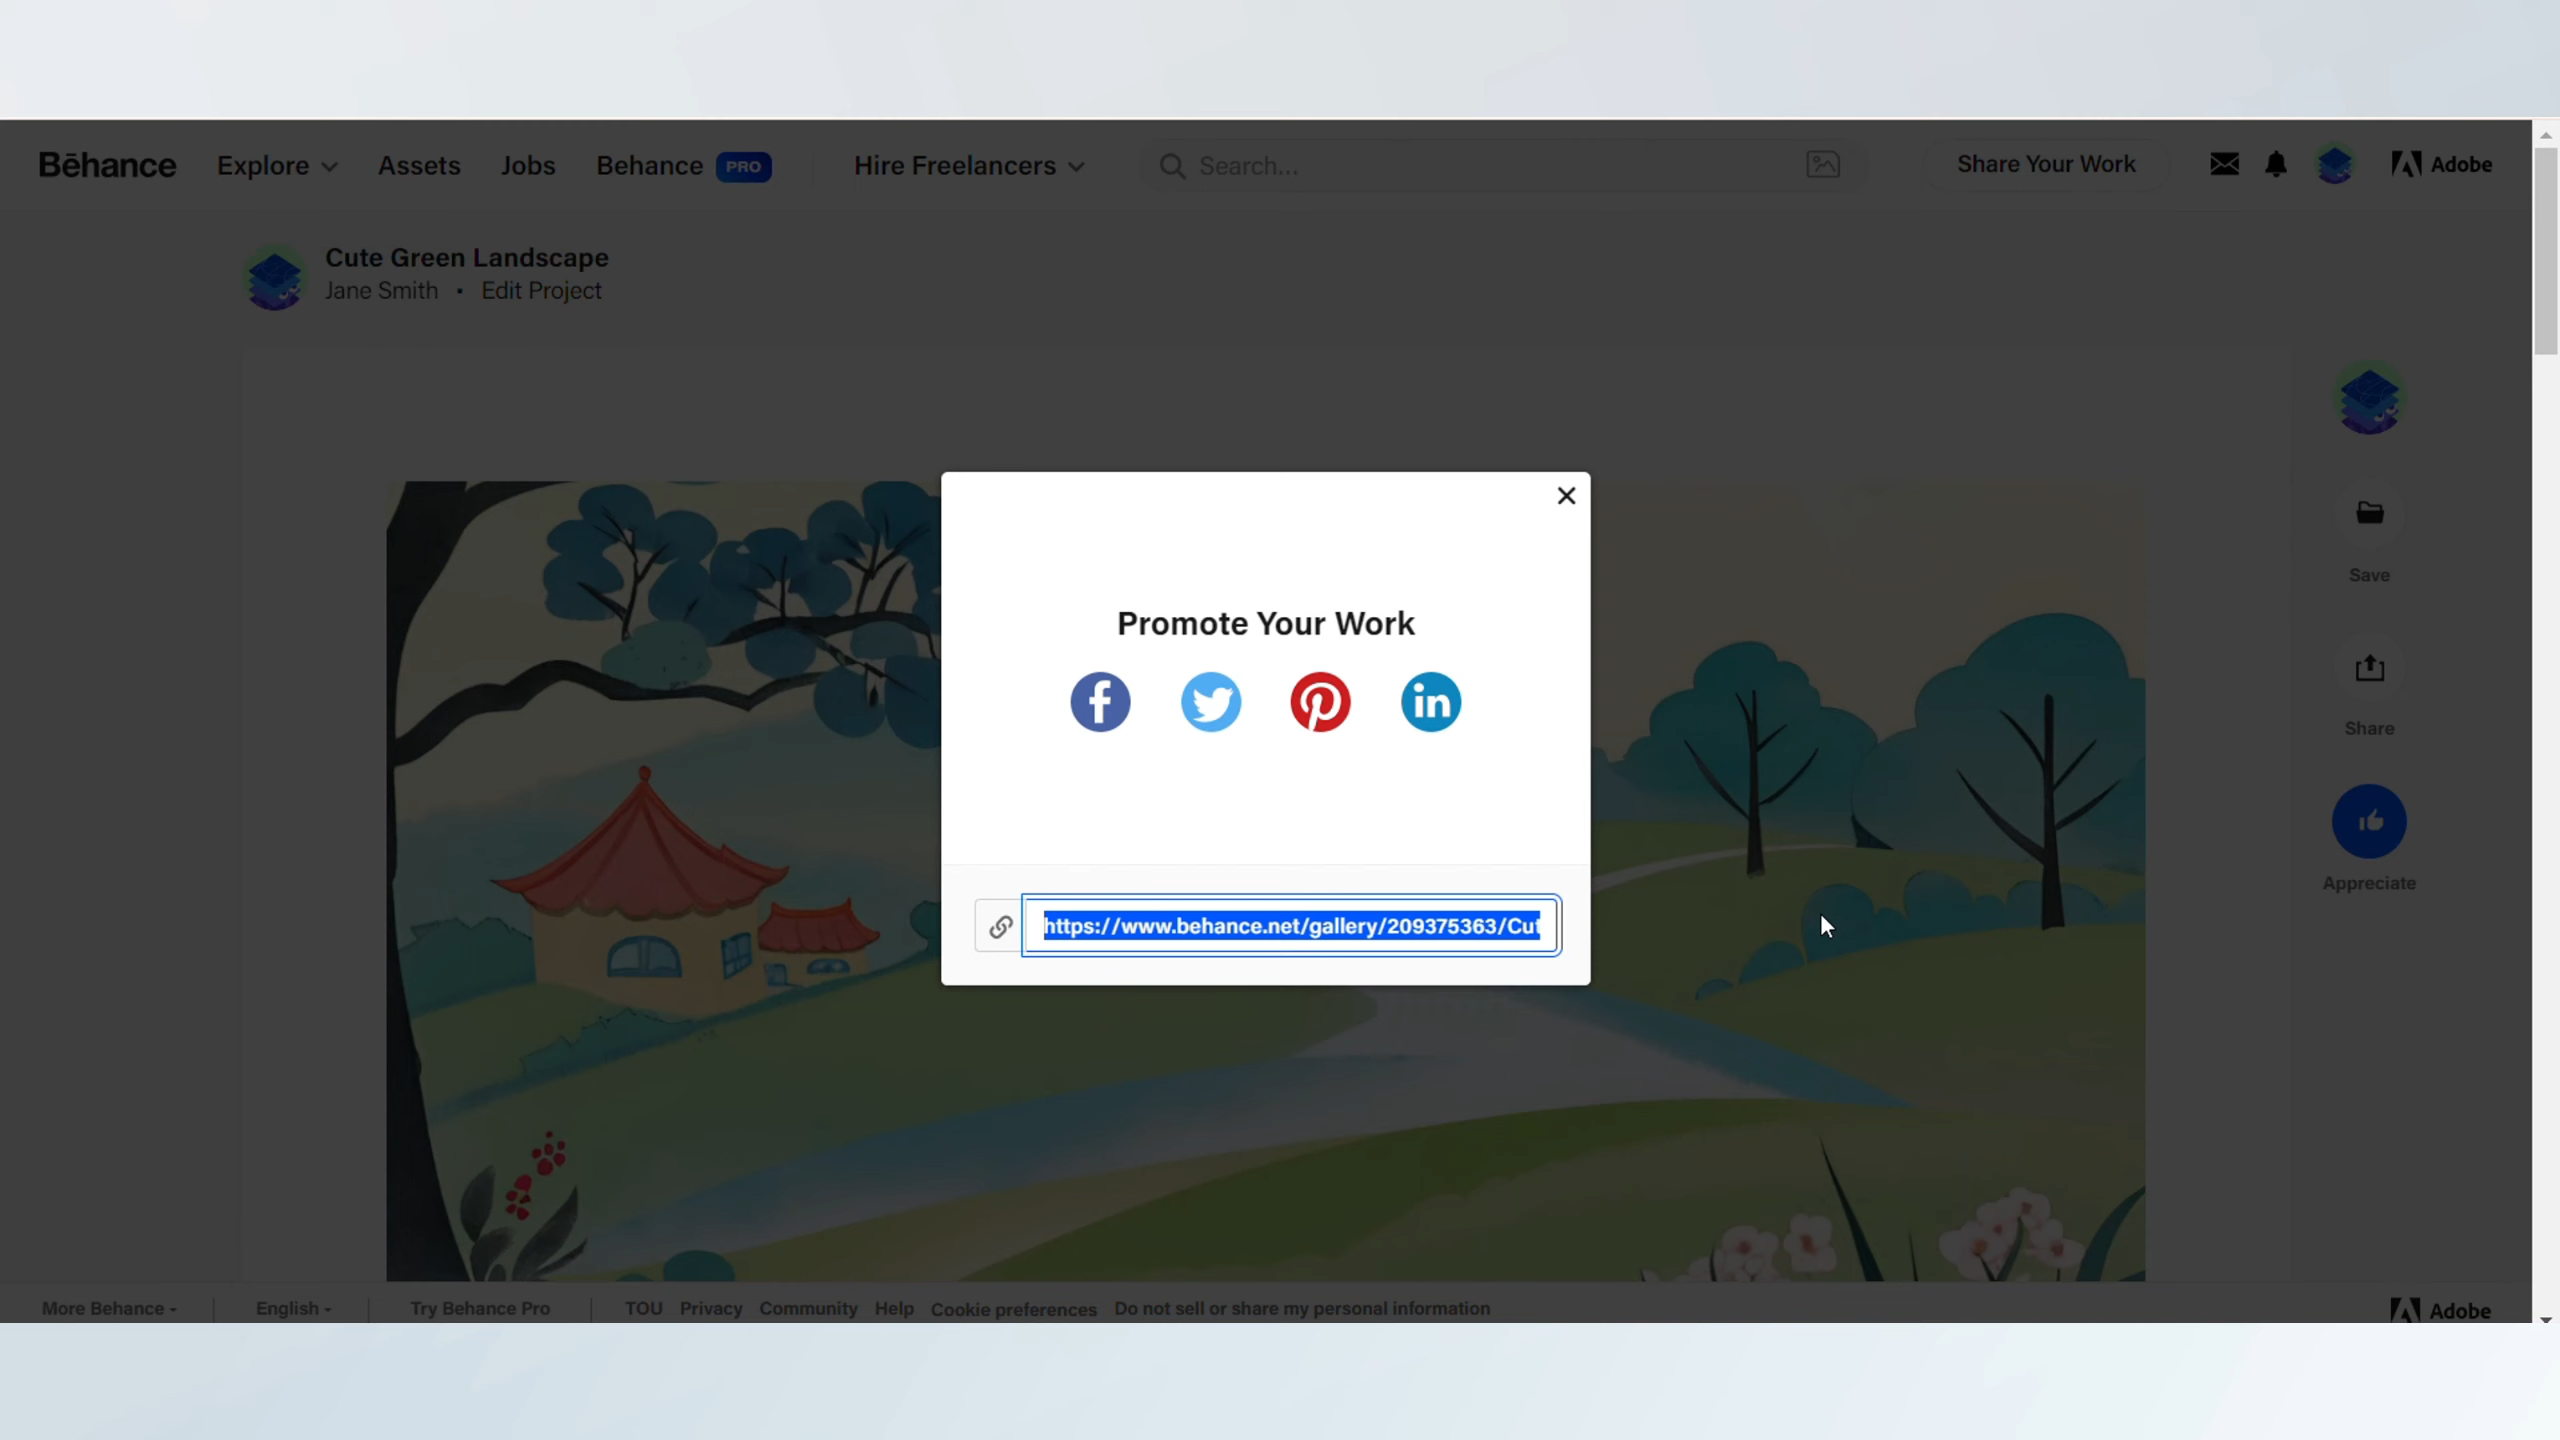 Bēhance Explore Assets Jobs Behance PRO Hire Freelancers Search... Share Your Work Adobe
Cute Green Landscape
Jane Smith • Edit Project
Save
Promote Your Work
Share
Appreciate
https://www.behance.net/gallery/209375363/Cut
More Behance English Try Behance Pro TOU Privacy Community Help Cookie preferences Do not sell or share my personal information Adobe